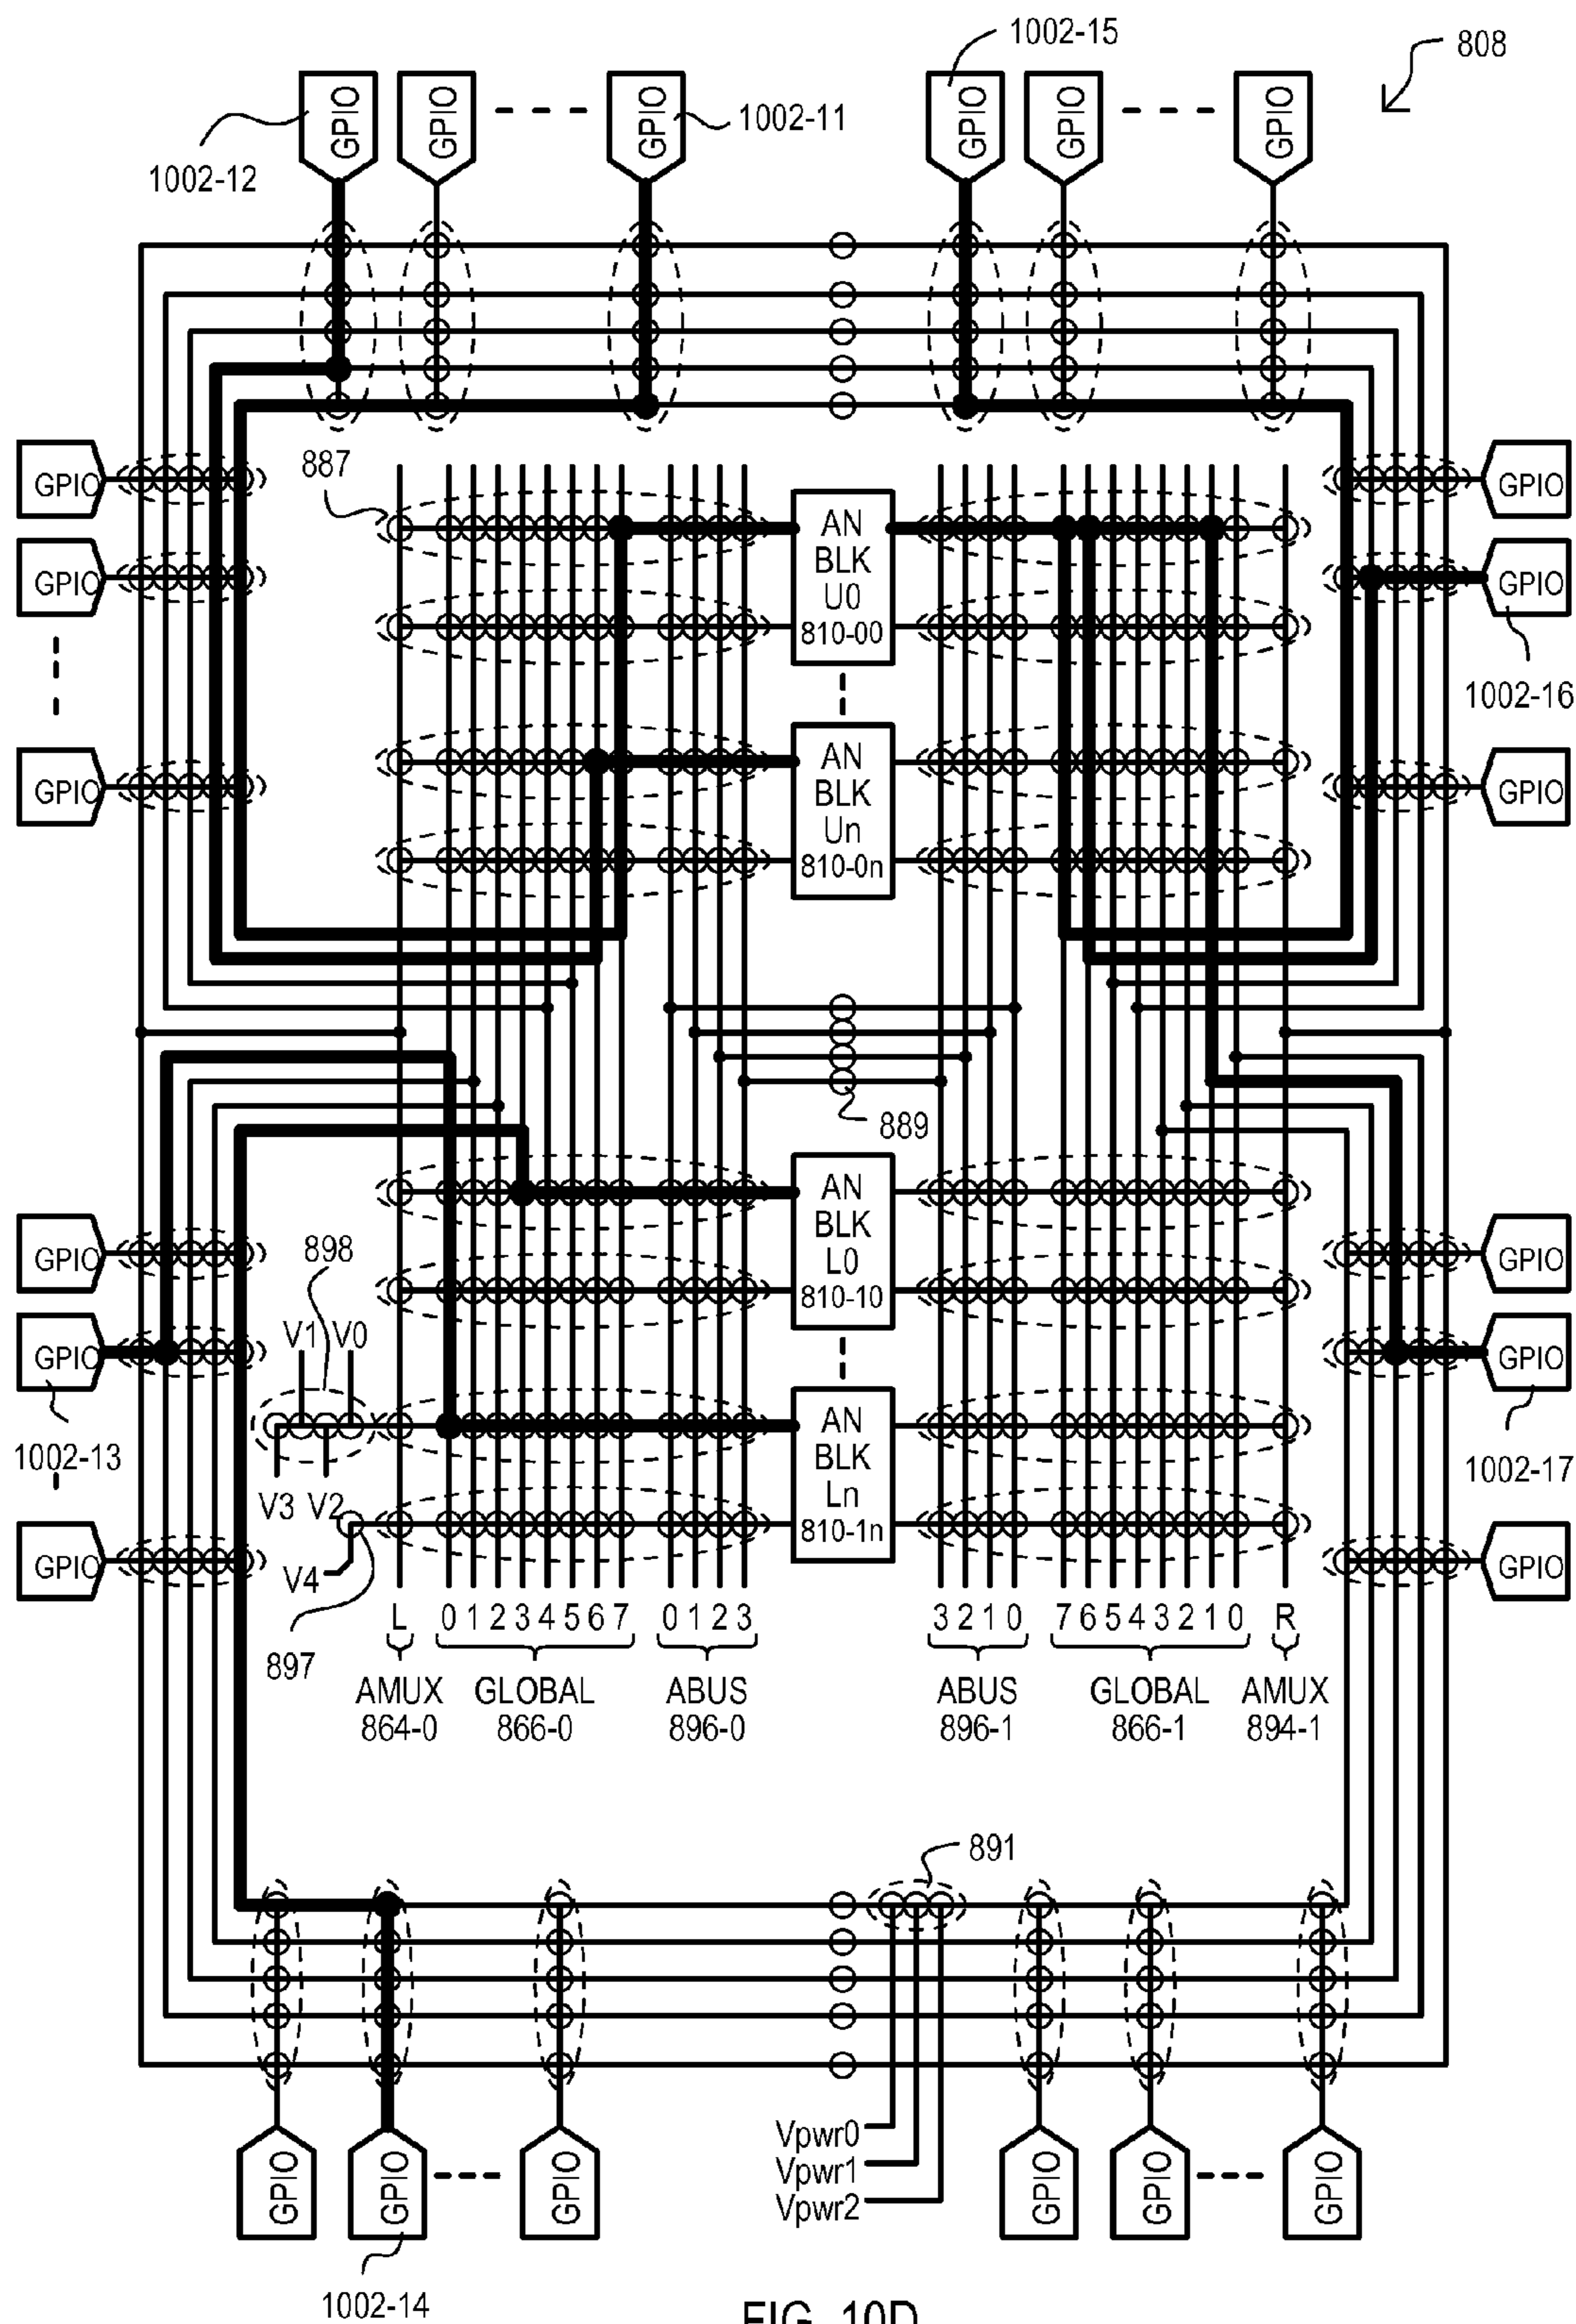 1002-15
808
GPIO
GPIO
GPIO
GPIO
GPIO
GPIO
1002-11
1002-12
887
GPIO
GPIO
AN
BLK
U0
810-00
GPIO
GPIO
1002-16
GPIO
GPIO
AN
BLK
Un
810-0n
889
GPIO
GPIO
AN
BLK
L0
810-10
898
V1 V0
GPIO
GPIO
1002-13
1002-17
AN
BLK
Ln
810-1n
V3 V2
V4
GPIO
GPIO
897
L 0 1 2 3 4 5 6 7 0 1 2 3 3 2 1 0 7 6 5 4 3 2 1 0 R
AMUX GLOBAL ABUS ABUS GLOBAL AMUX
864-0 866-0 896-0 896-1 866-1 894-1
891
Vpwr0
Vpwr1
Vpwr2
GPIO
GPIO
GPIO
GPIO
GPIO
GPIO
1002-14
FIG. 10D